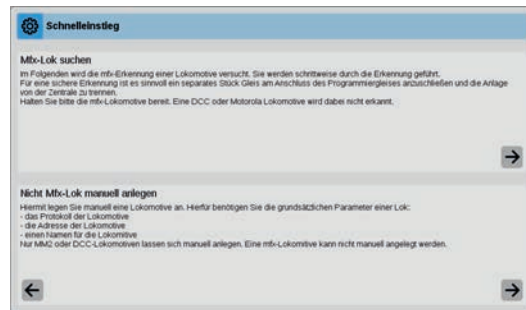 Schnelleinstieg
Mfx-Lok suchen
Im Folgenden wird die mfx-Erkennung einer Lokomotive versucht. Sie werden schrittweise durch die Erkennung geführt.
Für eine sichere Erkennung ist es sinnvoll ein separates Stück Gleis am Anschluss des Programmiergleises anzuschließen und die Anlage
von der Zentrale zu trennen.
Halten Sie bitte die mfx-Lokomotive bereit. Eine DCC oder Motorola Lokomotive wird dabei nicht erkannt.
Nicht Mfx-Lok manuell anlegen
Hiermit legen Sie manuell eine Lokomotive an. Hierfür benötigen Sie die grundsätzlichen Parameter einer Lok:
- das Protokoll der Lokomotive
- die Adresse der Lokomotive
- einen Namen für die Lokomitive
Nur MM2 oder DCC-Lokomotiven lassen sich manuell anlegen. Eine mfx-Lokomitive kann nicht manuell angelegt werden.